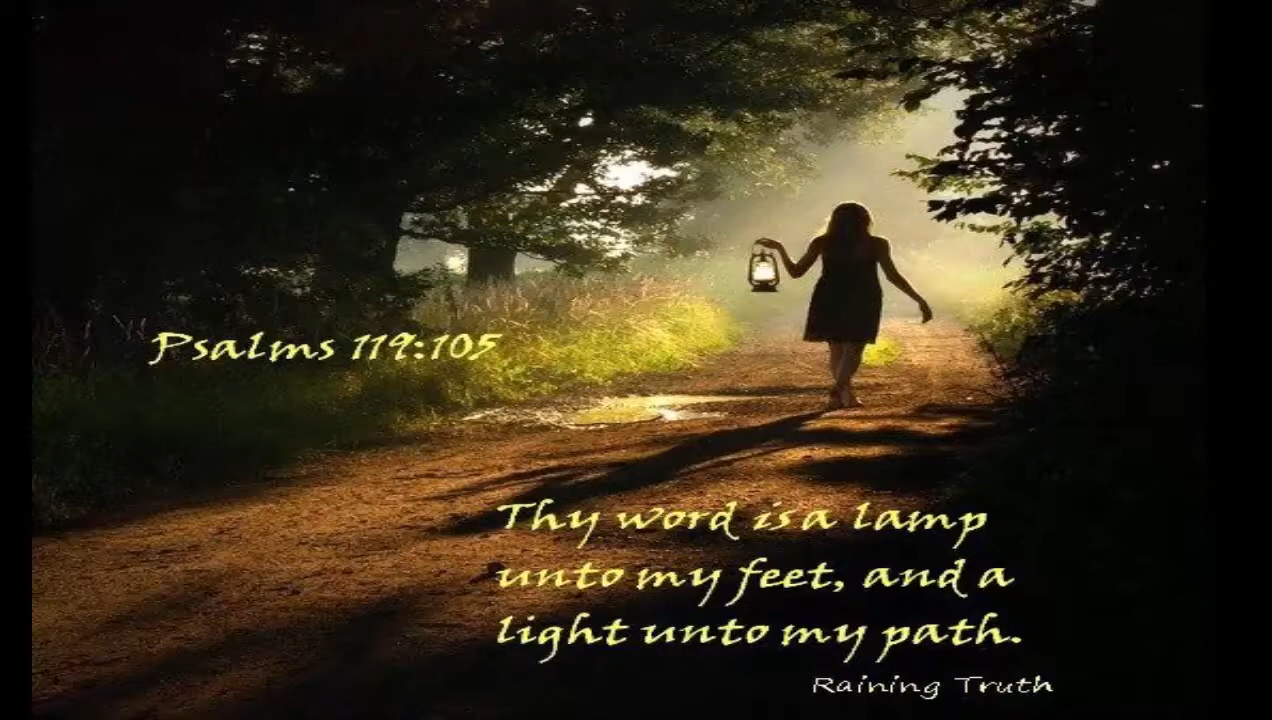 Psalms 119:105
Thy word is a lamp
unto my feet, and a
light unto my path.
Raining Truth